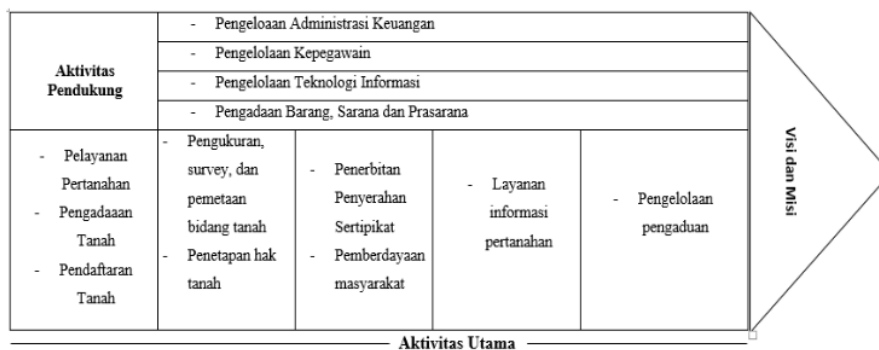 Aktivitas
Pendukung
- Pengeloaan Administrasi Keuangan
- Pengelolaan Kepegawain
- Pengelolaan Teknologi Informasi
- Pengadaan Barang, Sarana dan Prasarana
- Pelayanan
Pertanahan
- Pengadaaan
Tanah
- Pendaftaran
Tanah
- Pengukuran,
survey, dan
pemetaan
bidang tanah
- Penetapan hak
tanah
- Penerbitan
Penyerahan
Sertipikat
- Pemberdayaan
masyarakat
- Layanan
informasi
pertanahan
- Pengelolaan
pengaduan
Visi dan Misi
Aktivitas Utama